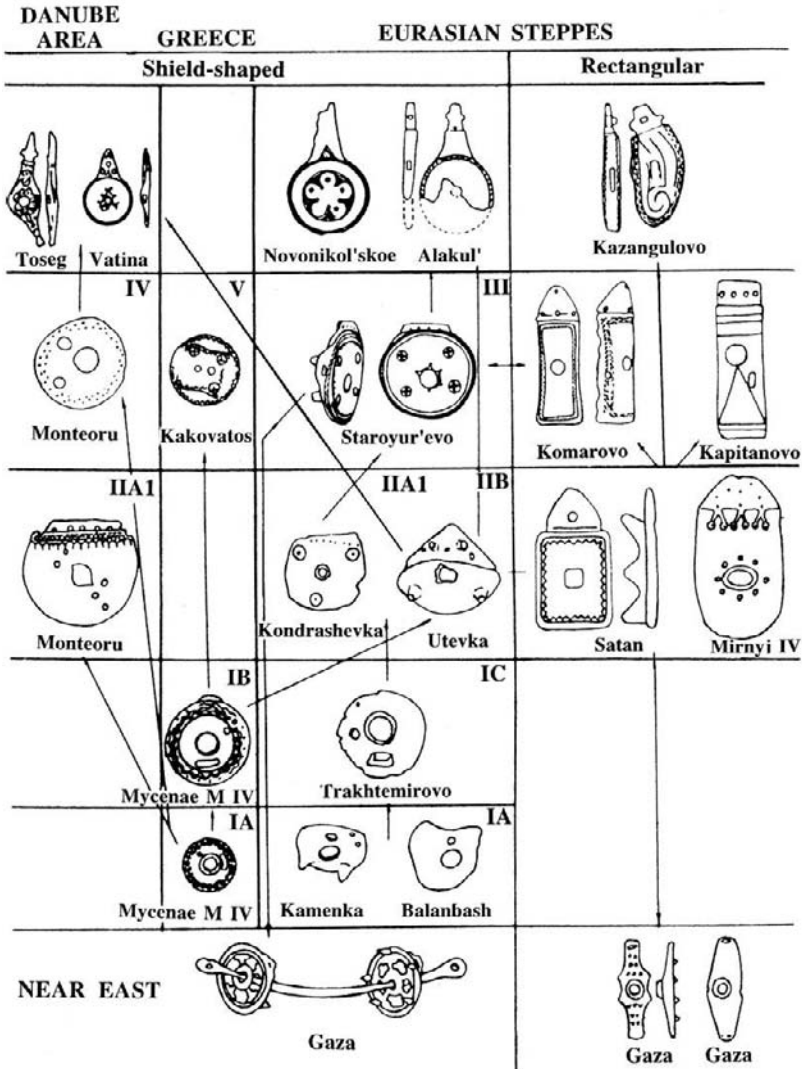 DANUBE
AREA GREECE EURASIAN STEPPES
Shield-shaped Rectangular
Toseg Vatina Novonikol'skoe Alakul' Kazangulovo
IV V III
Monteoru Kakovatos Staroyur'evo Komarovo Kapitanovo
IIA1 IIA1 IIB
Monteoru Kondrashevka Utevka Satan Mirnyi IV
IB IC
Mycenae M IV Trakhtemirovo
IA IA
Mycenae M IV Kamenka Balanbash
NEAR EAST
Gaza Gaza Gaza